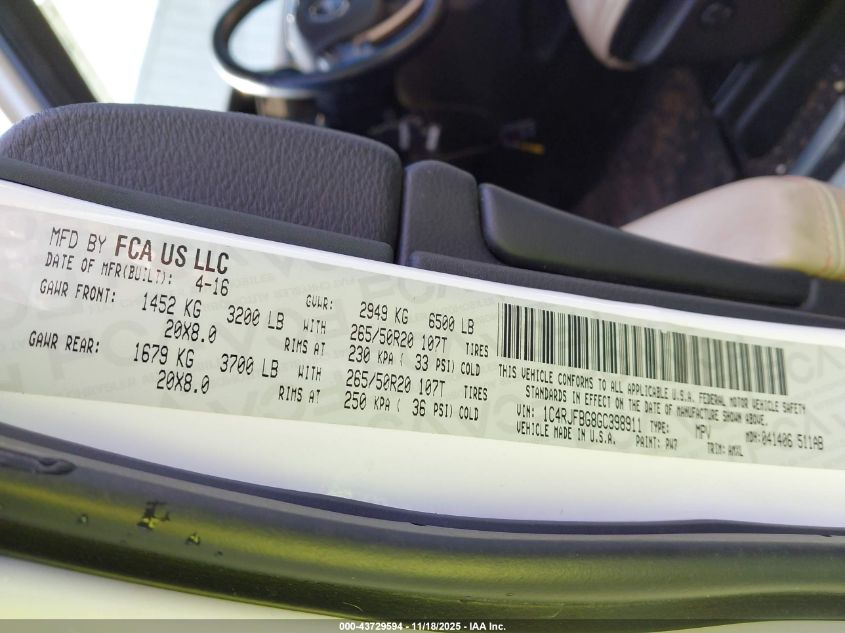 MFD BY FCA US LLC
DATE OF MFR(BUILT): 4-16
GVWR: 2949 KG 6500 LB
GAWR FRONT: 1452 KG 3200 LB WITH 265/50R20 107T TIRES
20X8.0 RIMS AT 230 KPA ( 33 PSI) COLD
GAWR REAR: 1679 KG 3700 LB WITH 265/50R20 107T TIRES
20X8.0 RIMS AT 250 KPA ( 36 PSI) COLD
THIS VEHICLE CONFORMS TO ALL APPLICABLE U.S.A. FEDERAL MOTOR VEHICLE SAFETY
STANDARDS IN EFFECT ON THE DATE OF MANUFACTURE SHOWN ABOVE.
VIN: 1C4RJFBG8GC398911 TYPE: MPV MDH: 041406 511AB
VEHICLE MADE IN U.S.A. PAINT: PW7 TRIM:
000-43729594 - 11/18/2025 - IAA Inc.